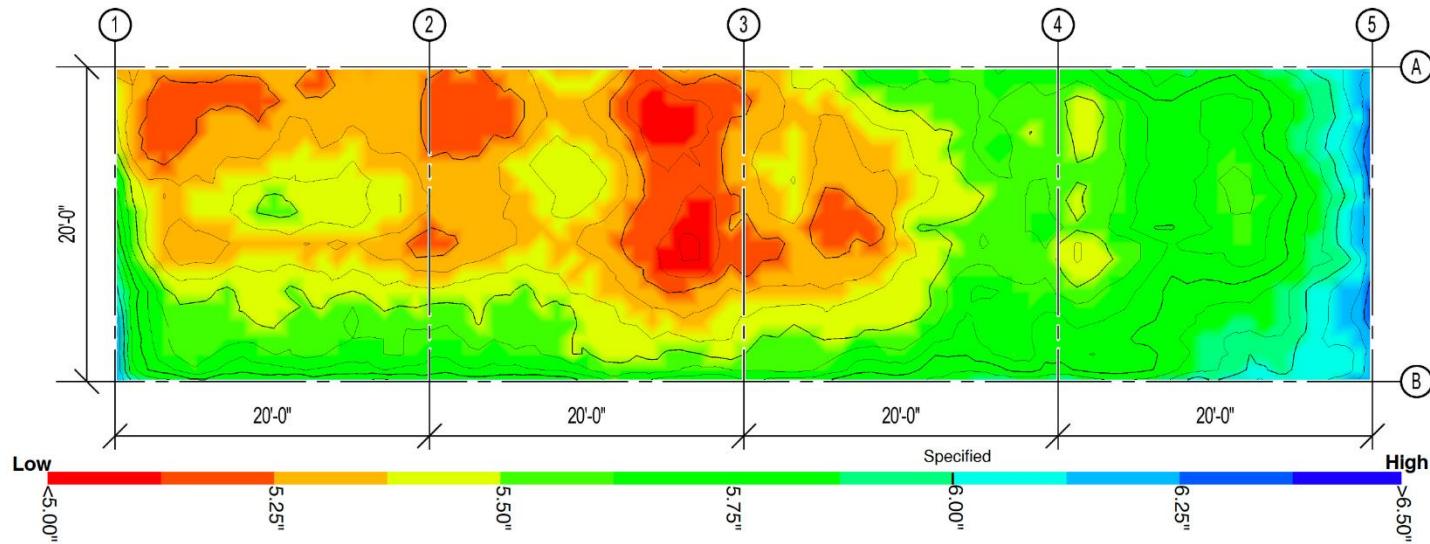 1 2 3 4 5
A
20'-0"
B
20'-0" 20'-0" 20'-0" 20'-0"
Low Specified High
>5.00" 5.25" 5.50" 5.75" 6.00" 6.25" >6.50"